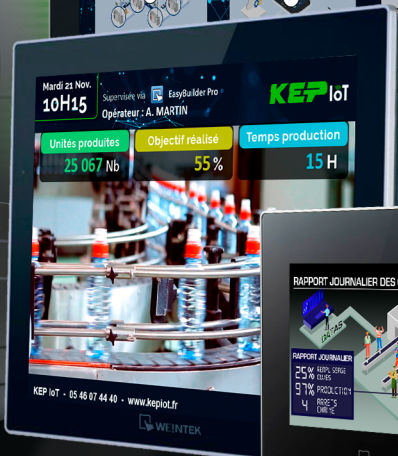 Mardi 21 Nov.
10H15
Supervisée via EasyBuilder Pro
Opérateur : A. MARTIN
KEP IoT
Unités produites
25 067 Nb
Objectif réalisé
55 %
Temps production
15 H
KEP IoT - 05 46 07 44 40 - www.kepiot.fr
WEINTEK
RAPPORT JOURNALIER DES
RAPPORT JOURNALIER
25%
CUVES
97% PRODUCTION
4 ARRETS